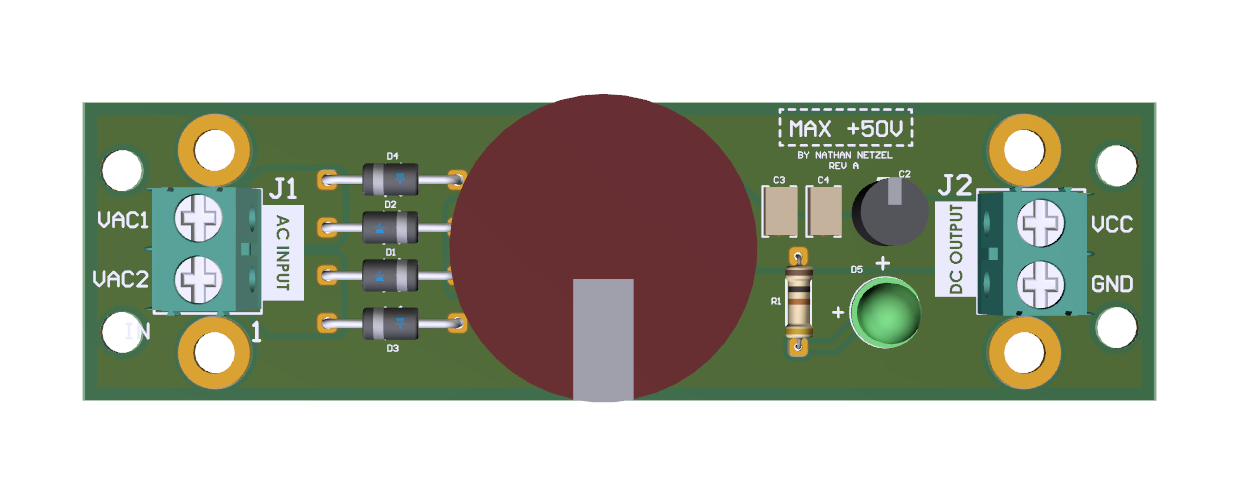 MAX +50V
BY NATHAN NETZEL
REV A
J1
VAC1
VAC2
IN
1
AC INPUT
D4
D2
D1
D3
C3
C4
C2
R1
D5
+
+
J2
DC OUTPUT
VCC
GND